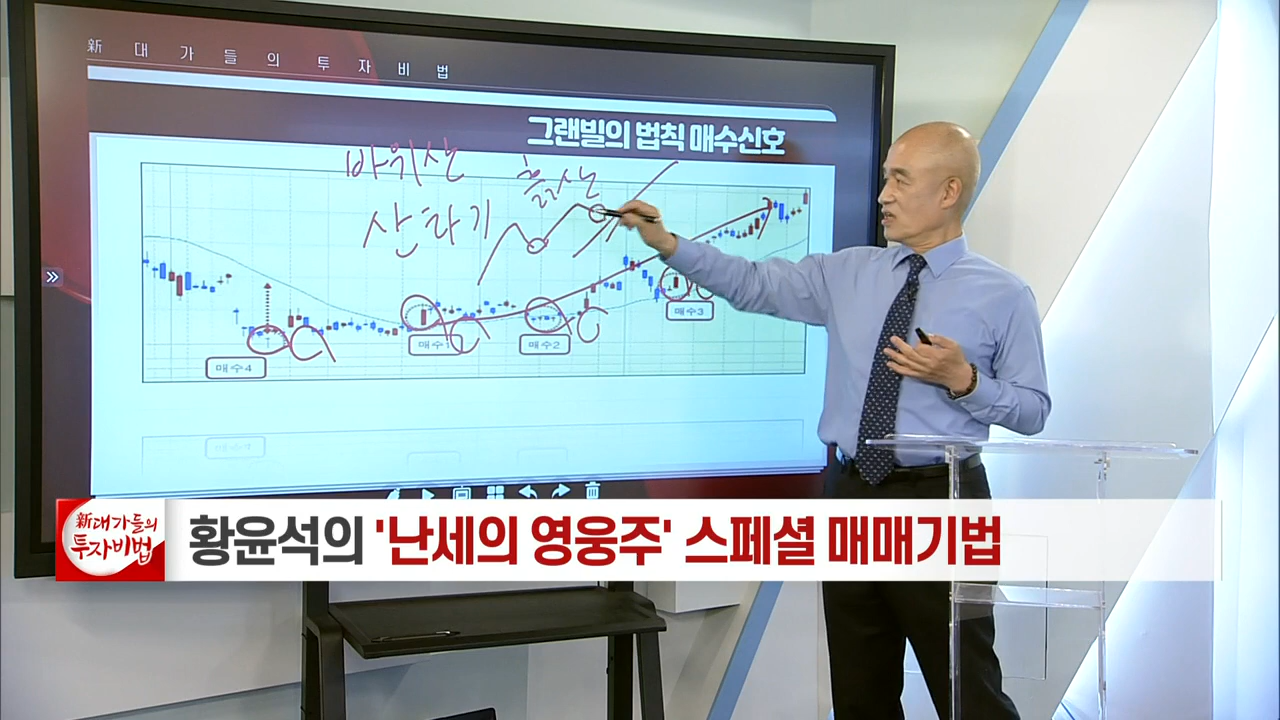 新 대 가 들 의 투 자 비 법
그랜빌의 법칙 매수신호
바위산
흙산
산타기
매수3
매수1
매수2
매수4
新대가들의
투자비법
황윤석의 '난세의 영웅주' 스페셜 매매기법